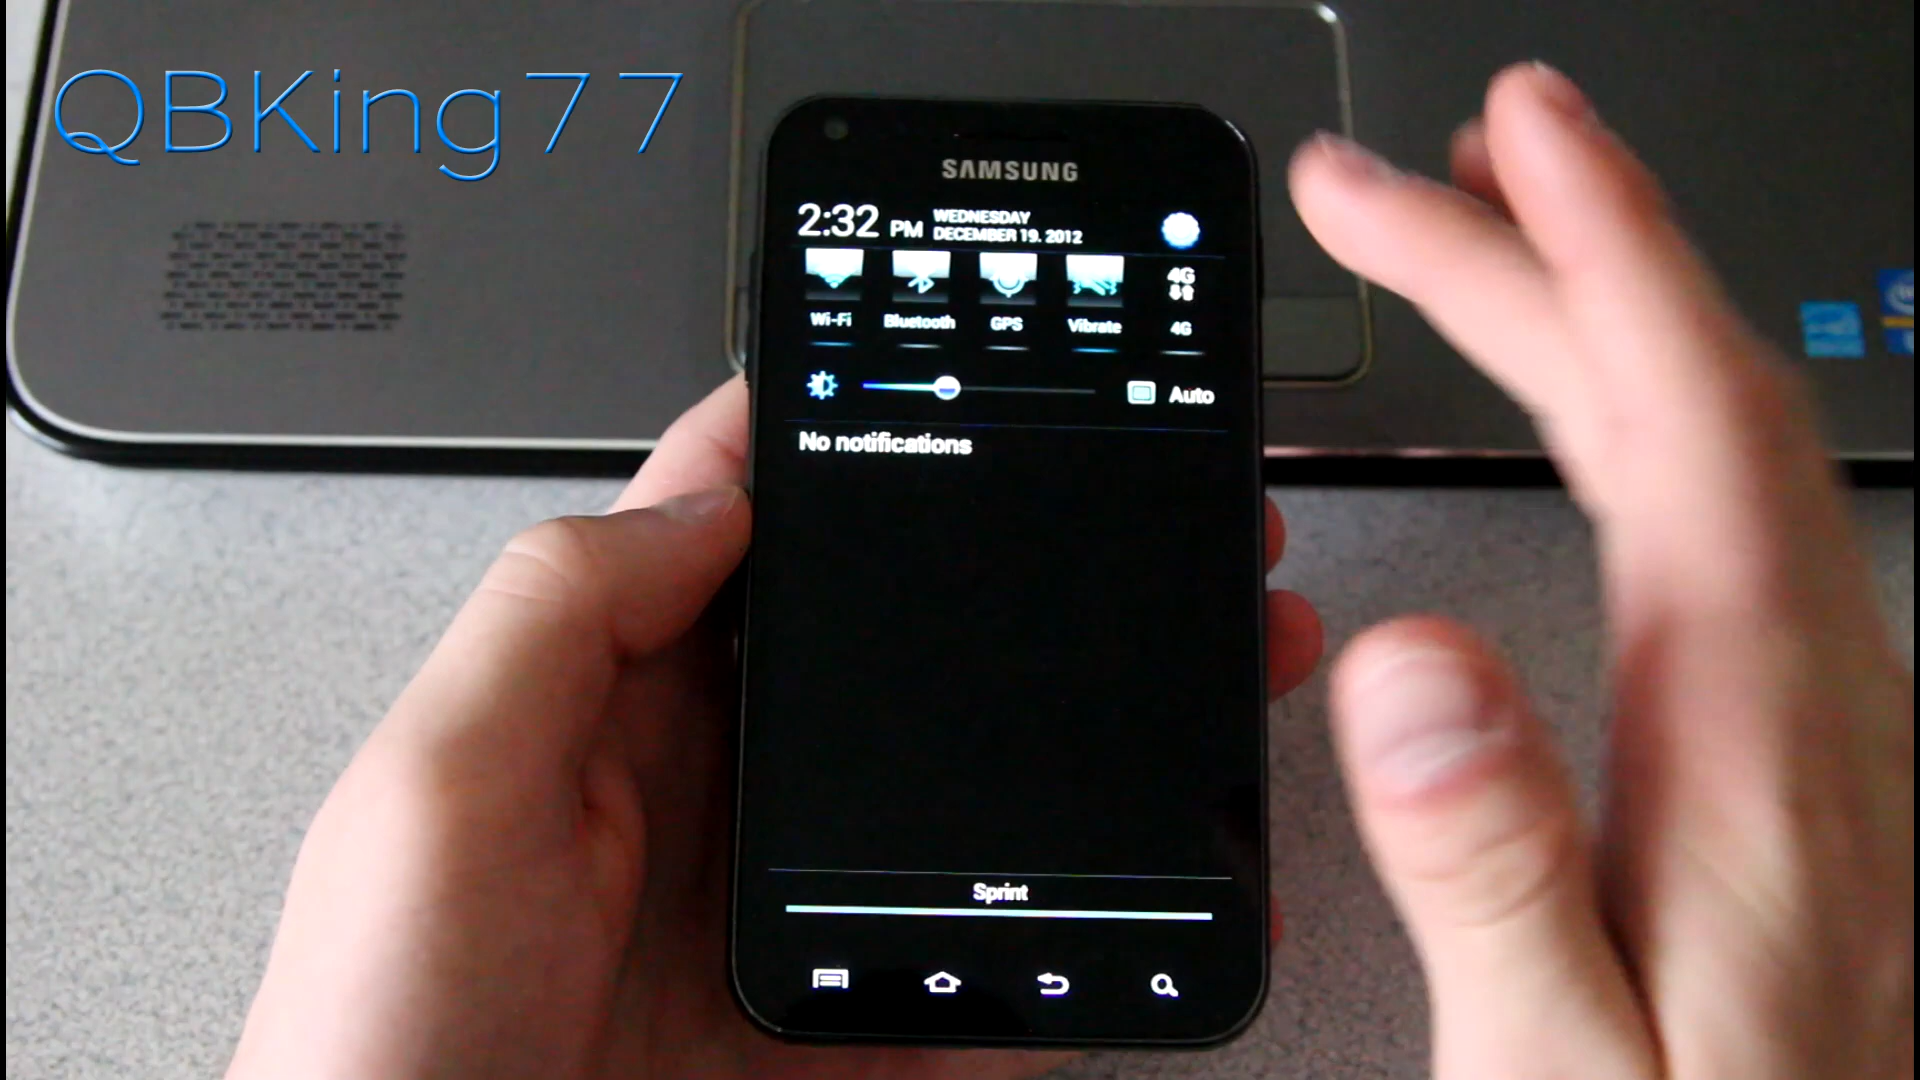 QBKing77
SAMSUNG
2:32 PM
WEDNESDAY
DECEMBER 19, 2012
4G
Wi-Fi
Bluetooth
GPS
Vibrate
4G
Auto
No notifications
Sprint